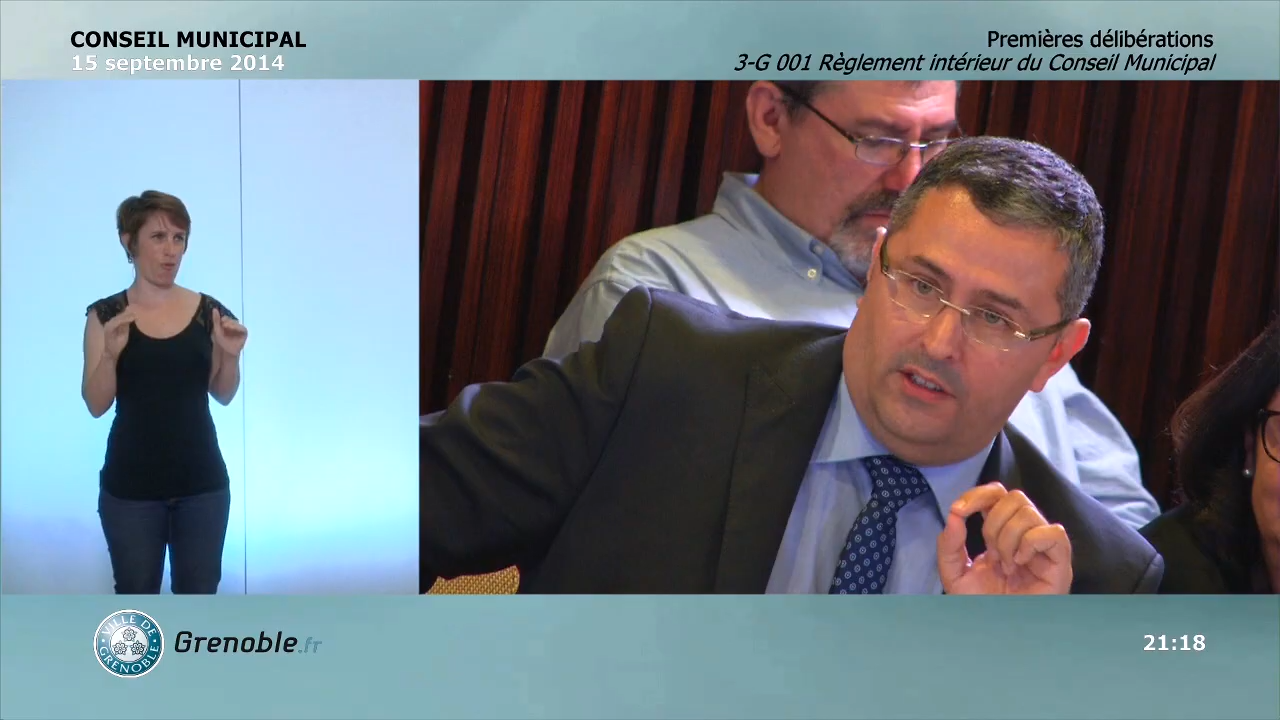 CONSEIL MUNICIPAL
15 septembre 2014
Premières délibérations
3-G 001 Règlement intérieur du Conseil Municipal
VILLE DE GRENOBLE
Grenoble.fr
21:18